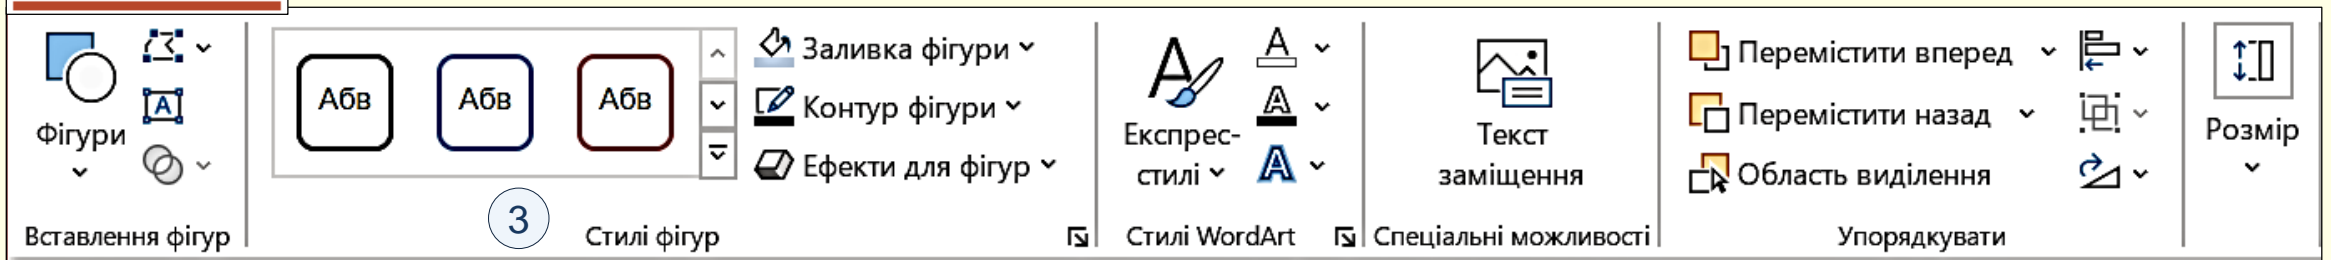 Фігури
A
Вставлення фігур
Абв
Абв
Абв
Заливка фігури
Контур фігури
Ефекти для фігур
3
Стилі фігур
A
Експрес-
стилі
A
A
A
Стилі WordArt
Текст
заміщення
Спеціальні можливості
Перемістити вперед
Перемістити назад
Область виділення
Упорядкувати
Розмір